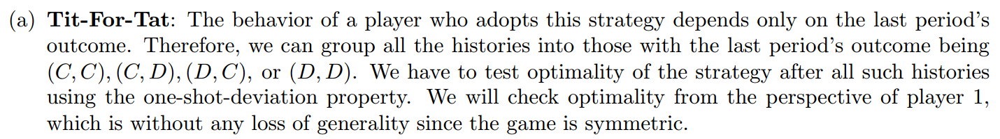 (a) Tit-For-Tat: The behavior of a player who adopts this strategy depends only on the last period's
outcome. Therefore, we can group all the histories into those with the last period's outcome being
(C, C), (C, D), (D, C), or (D, D). We have to test optimality of the strategy after all such histories
using the one-shot-deviation property. We will check optimality from the perspective of player 1,
which is without any loss of generality since the game is symmetric.